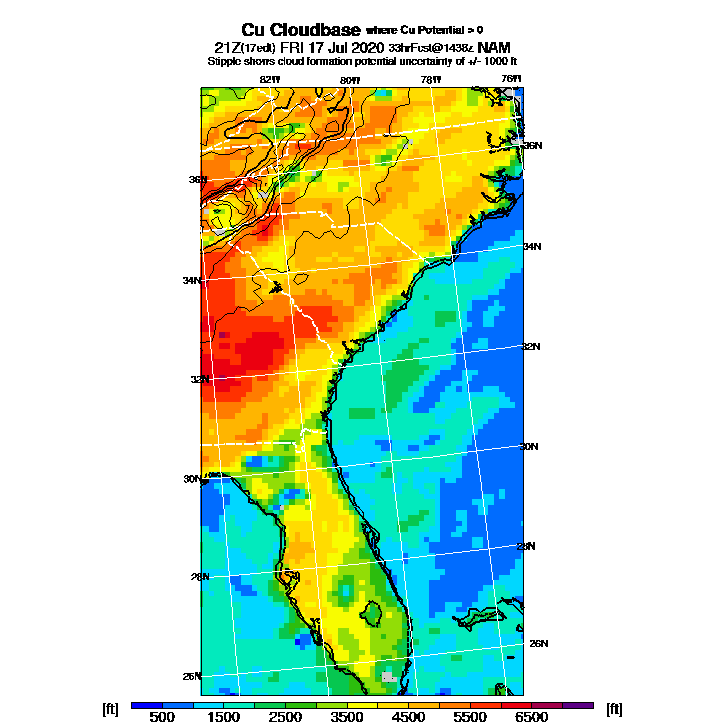 Cu Cloudbase where Cu Potential > 0
21Z(17edt) FRI 17 Jul 2020 33hrFcst@1438z NAM
Stipple shows cloud formation potential uncertainty of +/- 1000 ft
82W 80W 78W 76W
36N
36N
34N
34N
32N
32N
30N
30N
28N
28N
26N
26N
[ft] 500 1500 2500 3500 4500 5500 6500 [ft]